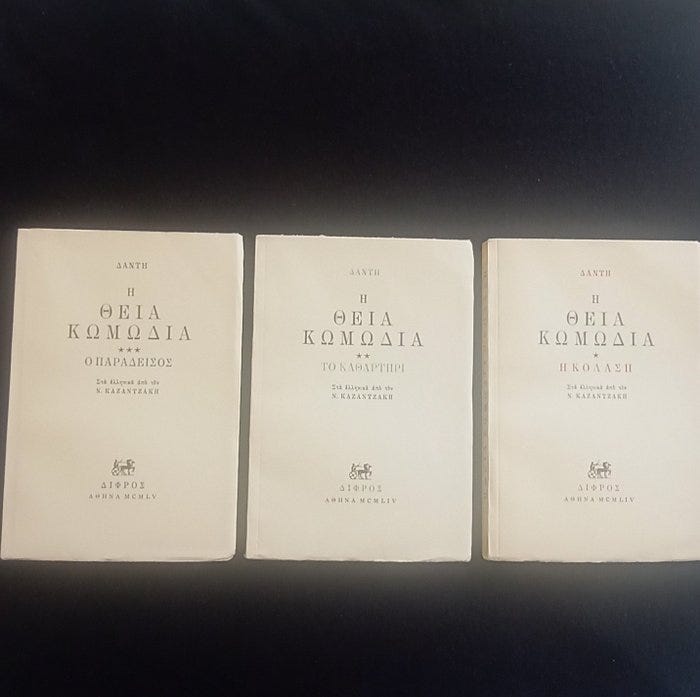 ΔΑΝΤΗ
Η
ΘΕΙΑ
ΚΩΜΩΔΙΑ
★★★
Ο ΠΑΡΑΔΕΙΣΟΣ
Στὰ ἑλληνικὰ ἀπὸ τὸν
Ν. ΚΑΖΑΝΤΖΑΚΗ
ΔΙΦΡΟΣ
ΑΘΗΝΑ MCMLV
ΔΑΝΤΗ
Η
ΘΕΙΑ
ΚΩΜΩΔΙΑ
★★
ΤΟ ΚΑΘΑΡΤΗΡΙ
Στὰ ἑλληνικὰ ἀπὸ τὸν
Ν. ΚΑΖΑΝΤΖΑΚΗ
ΔΙΦΡΟΣ
ΑΘΗΝΑ MCMLIV
ΔΑΝΤΗ
Η
ΘΕΙΑ
ΚΩΜΩΔΙΑ
★
Η ΚΟΛΑΣΗ
Στὰ ἑλληνικὰ ἀπὸ τὸν
Ν. ΚΑΖΑΝΤΖΑΚΗ
ΔΙΦΡΟΣ
ΑΘΗΝΑ MCMLIV